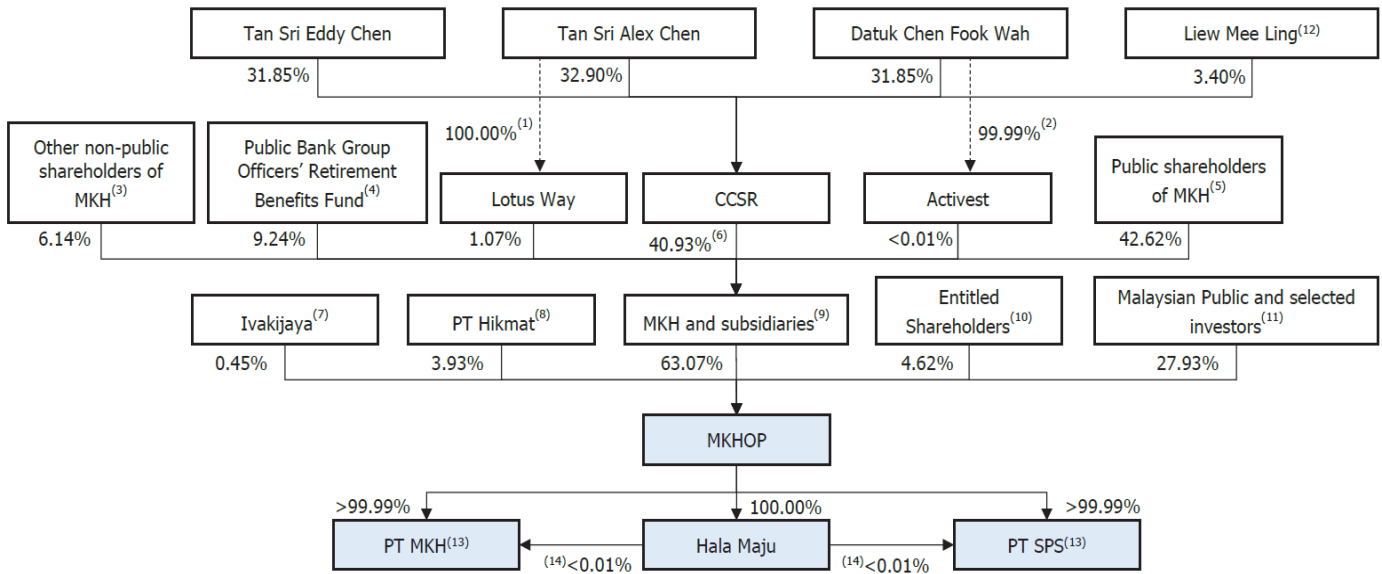 Tan Sri Eddy Chen
Tan Sri Alex Chen
Datuk Chen Fook Wah
Liew Mee Ling(12)
31.85%
32.90%
31.85%
3.40%
100.00%(1)
99.99%(2)
Other non-public
shareholders of
MKH(3)
Public Bank Group
Officers’ Retirement
Benefits Fund(4)
Lotus Way
CCSR
Activest
Public shareholders
of MKH(5)
6.14%
9.24%
1.07%
40.93%(6)
<0.01%
42.62%
Ivakijaya(7)
PT Hikmat(8)
MKH and subsidiaries(9)
Entitled
Shareholders(10)
Malaysian Public and selected
investors(11)
0.45%
3.93%
63.07%
4.62%
27.93%
MKHOP
>99.99%
100.00%
>99.99%
PT MKH(13)
Hala Maju
PT SPS(13)
(14)<0.01%
(14)<0.01%